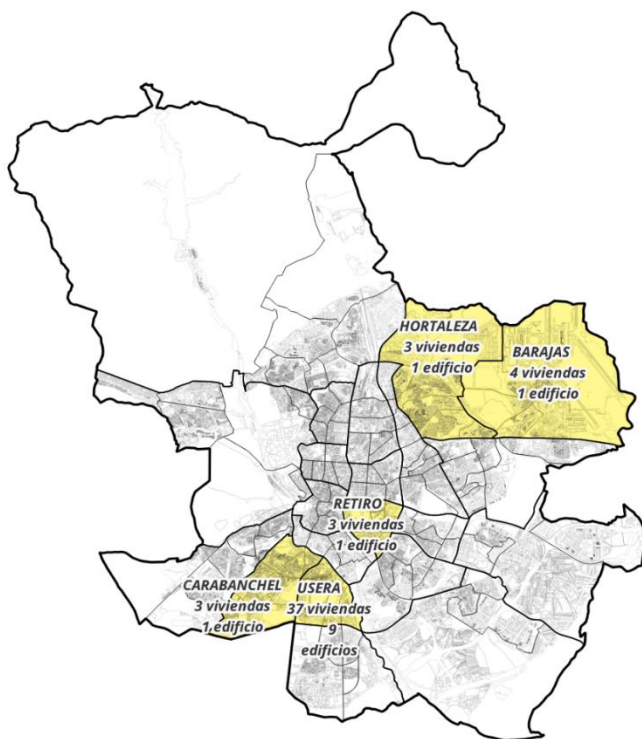 HORTALEZA
3 viviendas
1 edificio
BARAJAS
4 viviendas
1 edificio
RETIRO
3 viviendas
1 edificio
CARABANCHEL
3 viviendas
1 edificio
USERA
37 viviendas
9
edificios